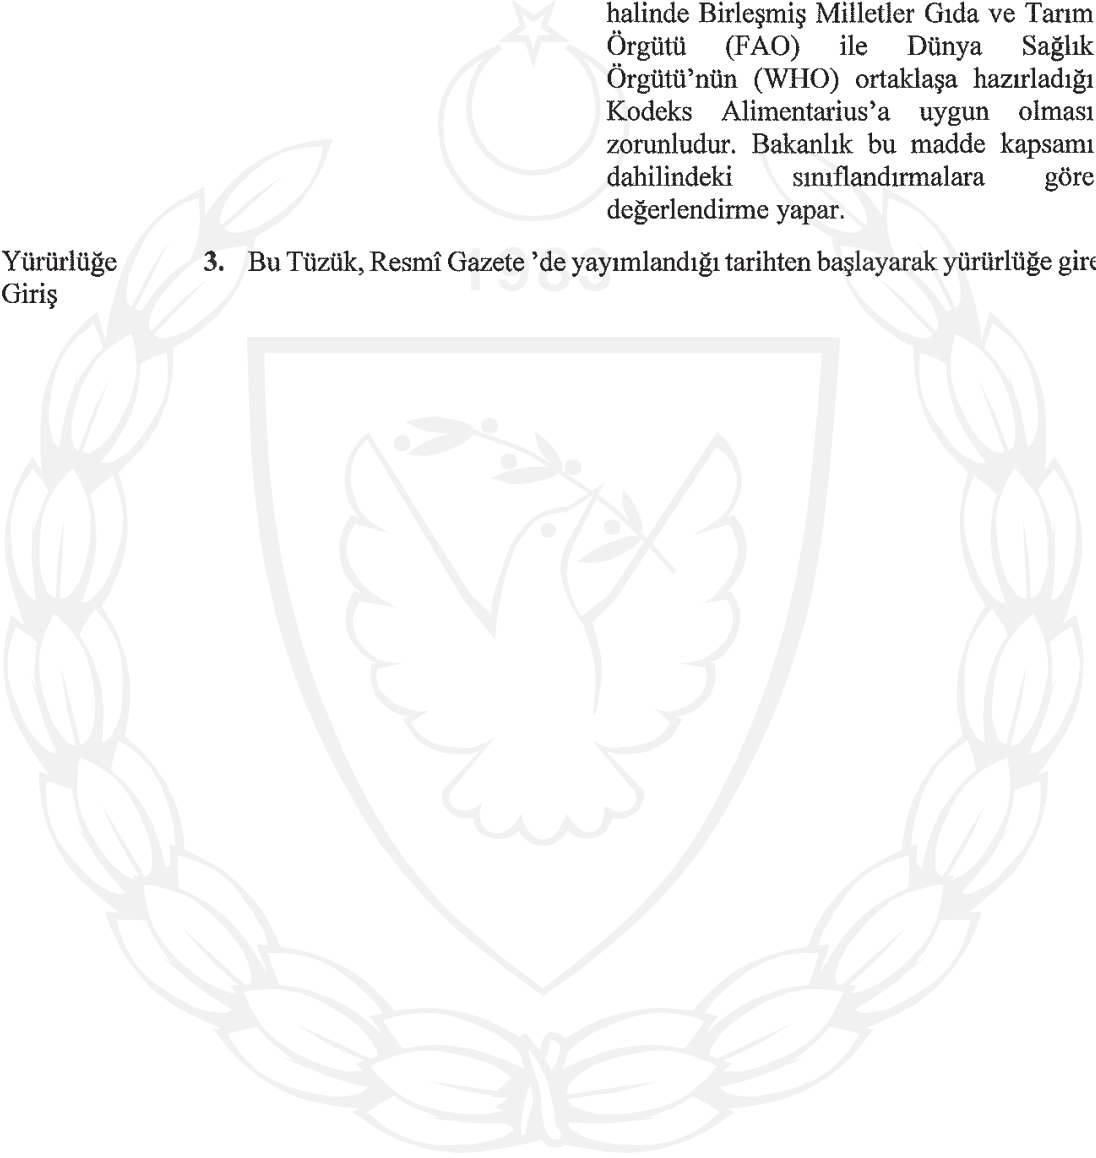 halinde Birleşmiş Milletler Gıda ve Tarım
Örgütü (FAO) ile Dünya Sağlık
Örgütü’nün (WHO) ortaklaşa hazırladığı
Kodeks Alimentarius’a uygun olması
zorunludur. Bakanlık bu madde kapsamı
dahilindeki sınıflandırmalara göre
değerlendirme yapar.
1983
Yürürlüğe 3. Bu Tüzük, Resmî Gazete ’de yayımlandığı tarihten başlayarak yürürlüğe gire
Giriş